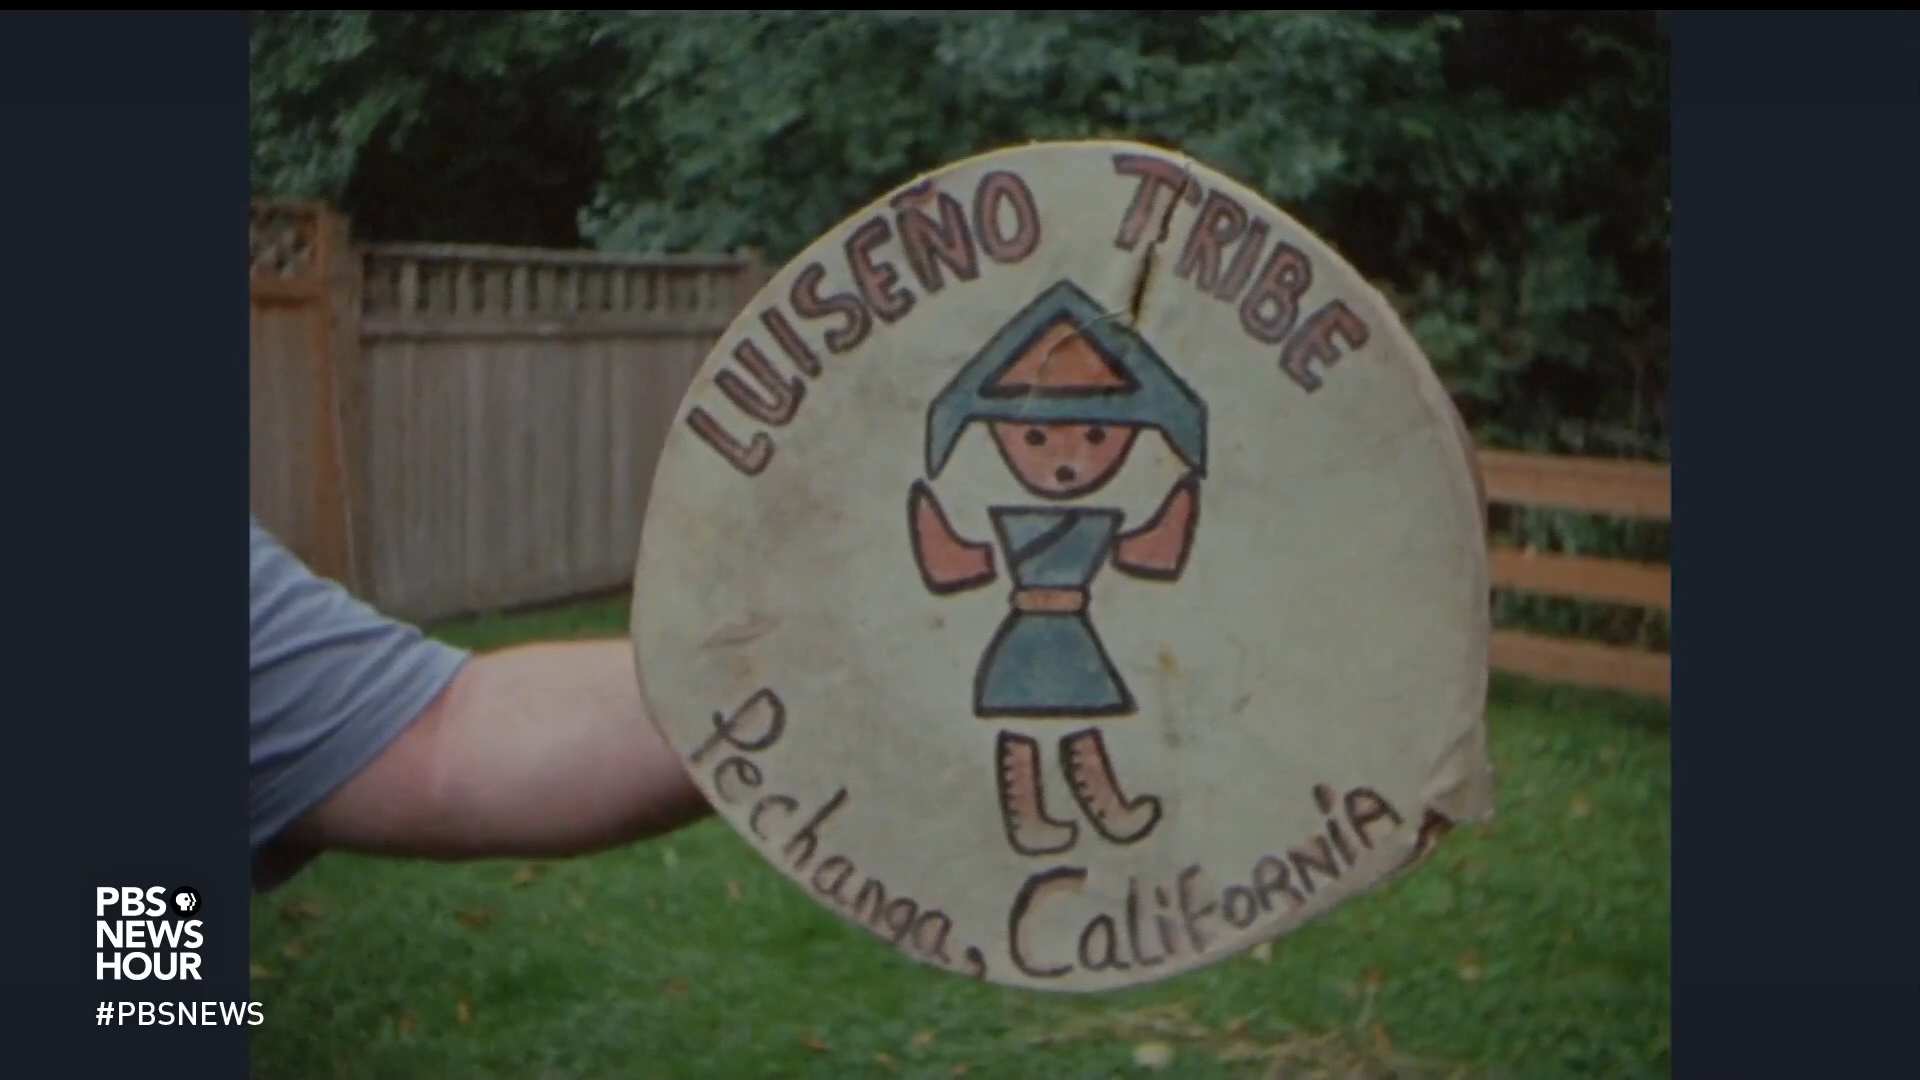 LUISEÑO TRIBE
Pechanga, CaliFoRNiA
PBS
NEWS
HOUR
#PBSNEWS